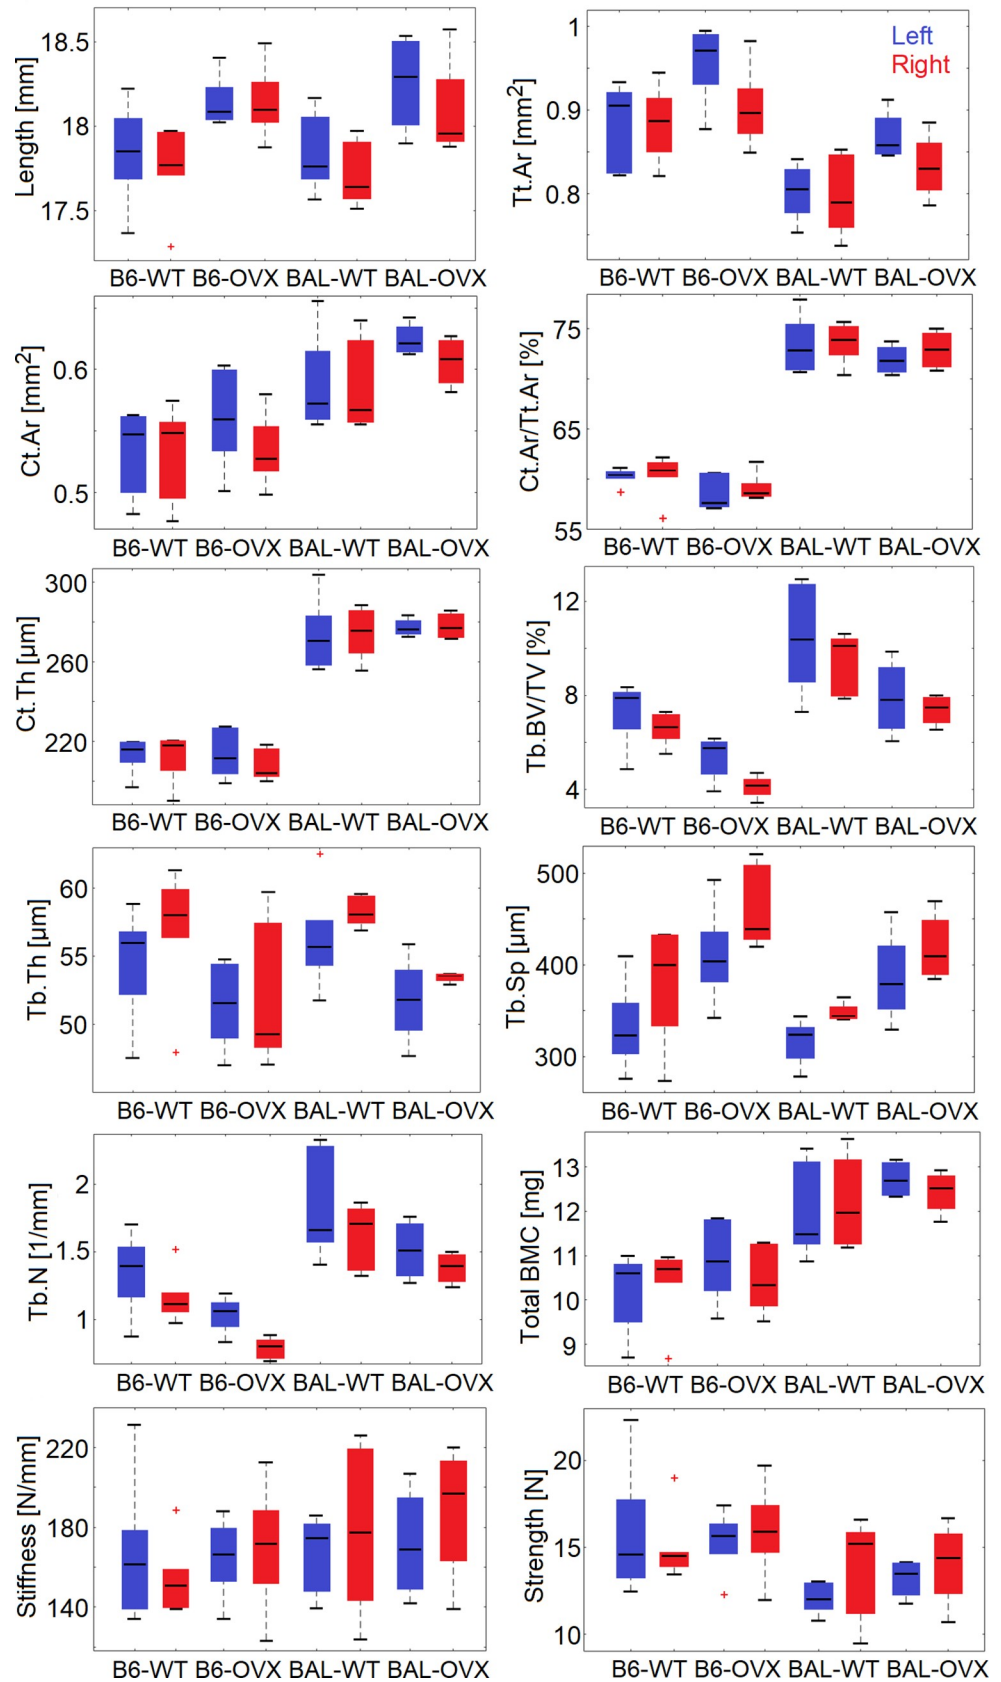 Length [mm]
18.5
18
17.5
B6-WT B6-OVX BAL-WT BAL-OVX
Tt.Ar [mm²]
1
0.9
0.8
Left
Right
B6-WT B6-OVX BAL-WT BAL-OVX
Ct.Ar [mm²]
0.6
0.5
B6-WT B6-OVX BAL-WT BAL-OVX
Ct.Ar/Tt.Ar [%]
75
65
55
B6-WT B6-OVX BAL-WT BAL-OVX
Ct.Th [µm]
300
260
220
B6-WT B6-OVX BAL-WT BAL-OVX
Tb.BV/TV [%]
12
8
4
B6-WT B6-OVX BAL-WT BAL-OVX
Tb.Th [µm]
60
55
50
B6-WT B6-OVX BAL-WT BAL-OVX
Tb.Sp [µm]
500
400
300
B6-WT B6-OVX BAL-WT BAL-OVX
Tb.N [1/mm]
2
1.5
1
B6-WT B6-OVX BAL-WT BAL-OVX
Total BMC [mg]
13
12
11
10
9
B6-WT B6-OVX BAL-WT BAL-OVX
Stiffness [N/mm]
220
180
140
B6-WT B6-OVX BAL-WT BAL-OVX
Strength [N]
20
15
10
B6-WT B6-OVX BAL-WT BAL-OVX